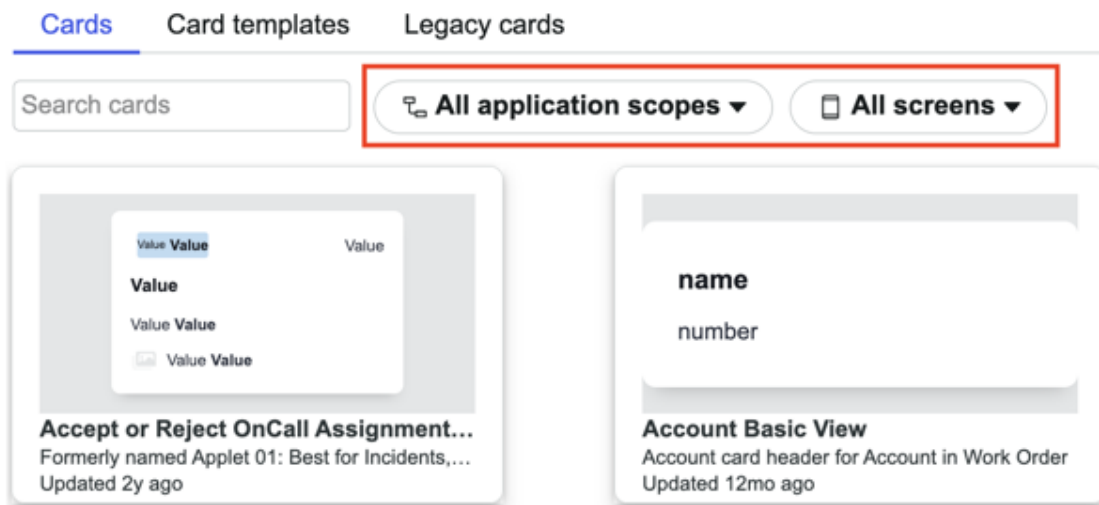 Cards Card templates Legacy cards
Search cards All application scopes All screens
Value Value Value
Value
Value Value
Value Value
Accept or Reject OnCall Assignment...
Formerly named Applet 01: Best for Incidents,...
Updated 2y ago
name
number
Account Basic View
Account card header for Account in Work Order
Updated 12mo ago